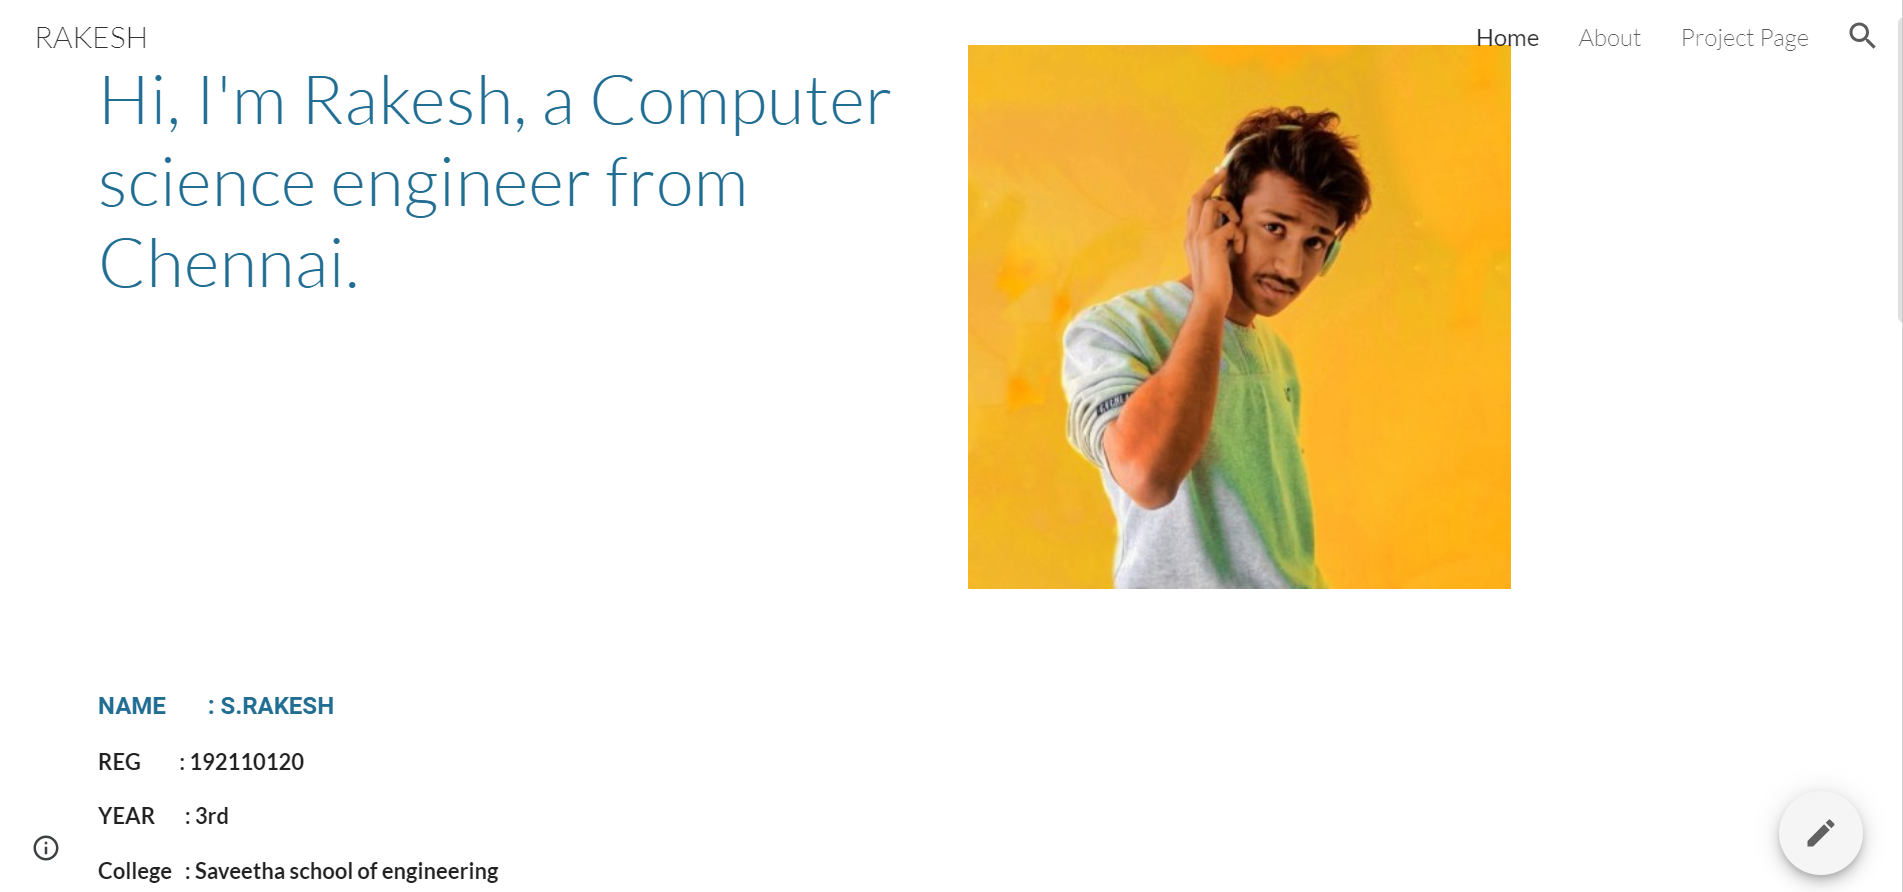 RAKESH
Home About Project Page
Hi, I'm Rakesh, a Computer
science engineer from
Chennai.
NAME : S.RAKESH
REG : 192110120
YEAR : 3rd
College : Saveetha school of engineering